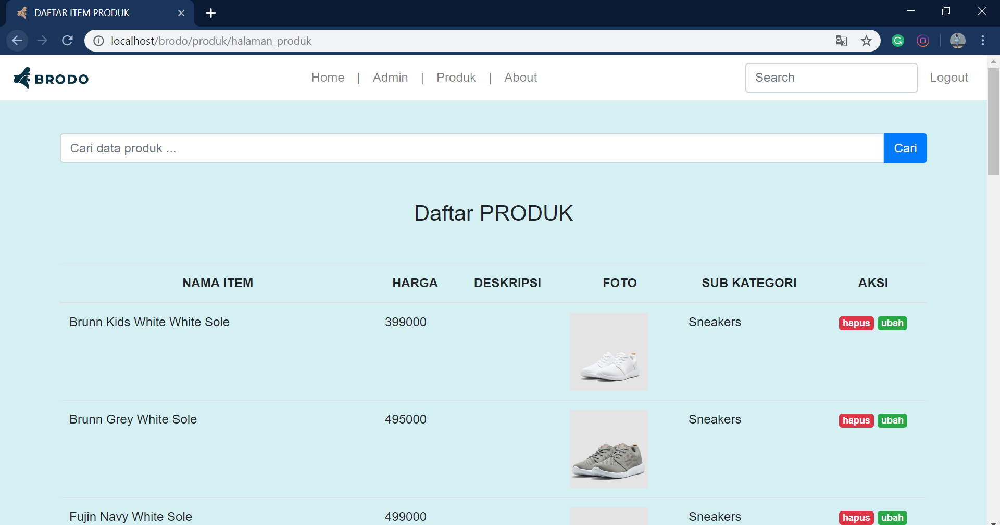 DAFTAR ITEM PRODUK
localhost/brodo/produk/halaman_produk
BRODO Home | Admin | Produk | About Search Logout
Cari data produk ... Cari
Daftar PRODUK
NAMA ITEM HARGA DESKRIPSI FOTO SUB KATEGORI AKSI
Brunn Kids White White Sole 399000 Sneakers hapus ubah
Brunn Grey White Sole 495000 Sneakers hapus ubah
Fujin Navy White Sole 499000 Sneakers hapus ubah